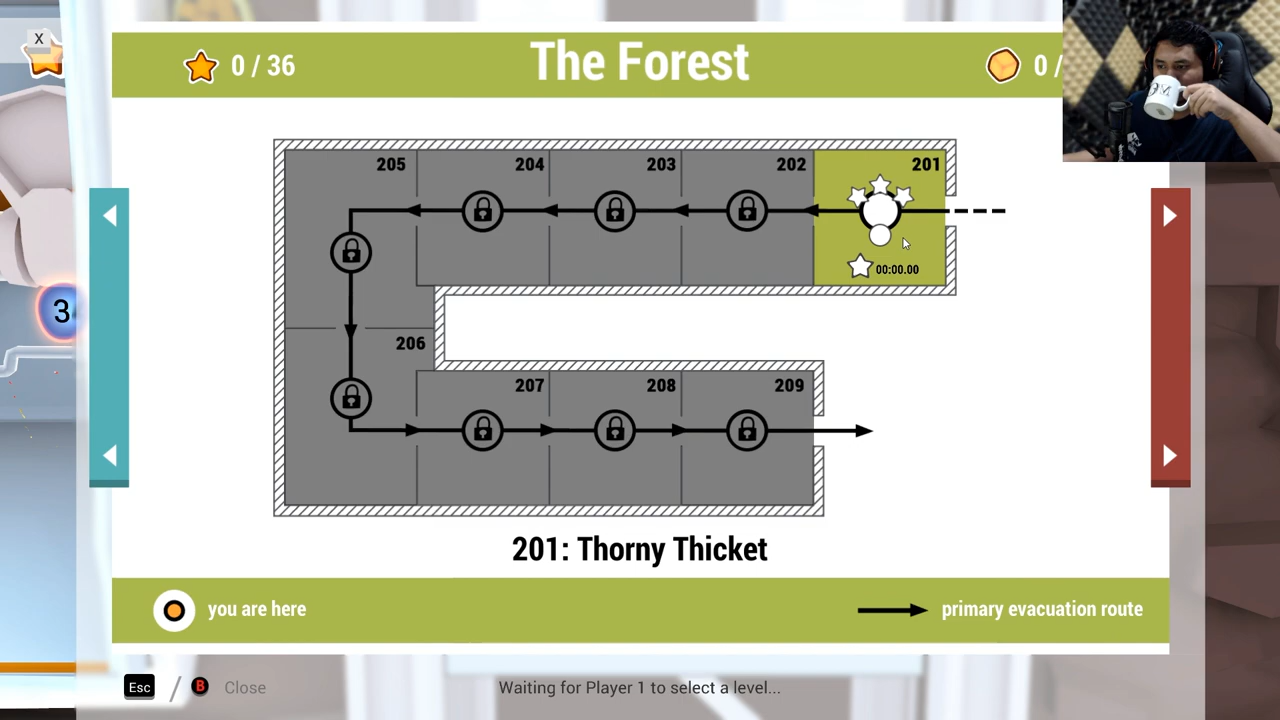 X
0 / 36
The Forest
0 /
205
204
203
202
201
00:00.00
3
206
207
208
209
201: Thorny Thicket
you are here
primary evacuation route
Esc / B Close
Waiting for Player 1 to select a level...